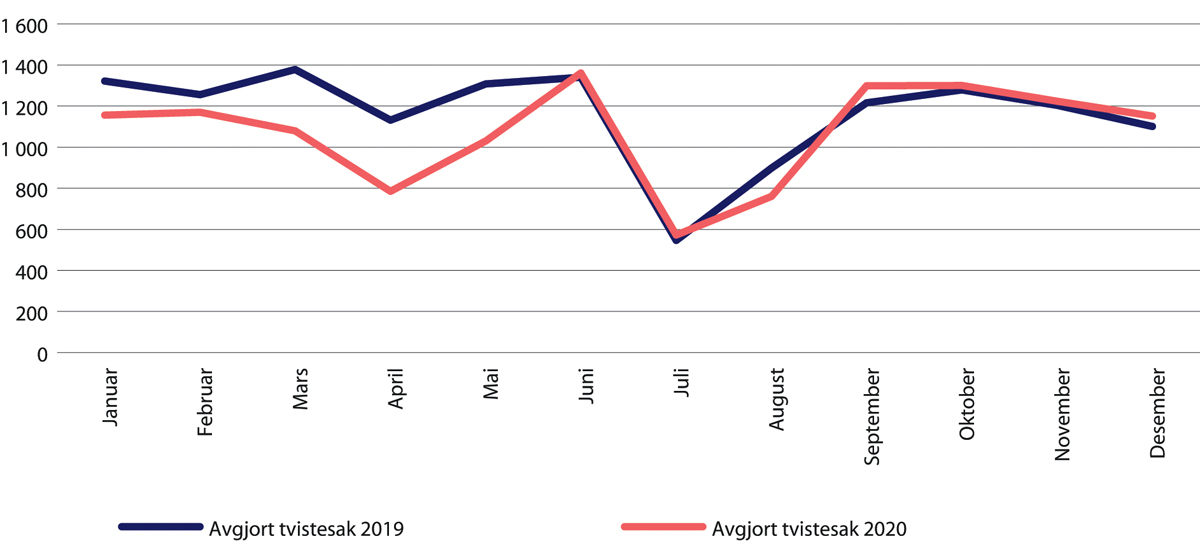 1 600
1 400
1 200
1 000
800
600
400
200
0
Januar
Februar
Mars
April
Mai
Juni
Juli
August
September
Oktober
November
Desember
Avgjort tvistesak 2019
Avgjort tvistesak 2020